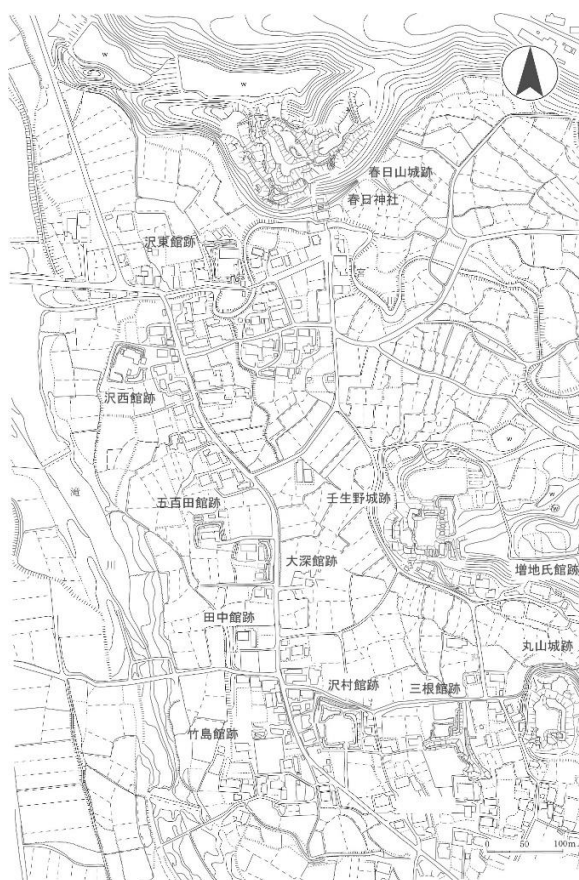 w
w
春日山城跡
春日神社
沢東館跡
宮
沢西館跡
w
滝
川
五百田館跡
壬生野城跡
w
大深館跡
増地氏館跡
田中館跡
丸山城跡
沢村館跡
三根館跡
竹島館跡
0 50 100m